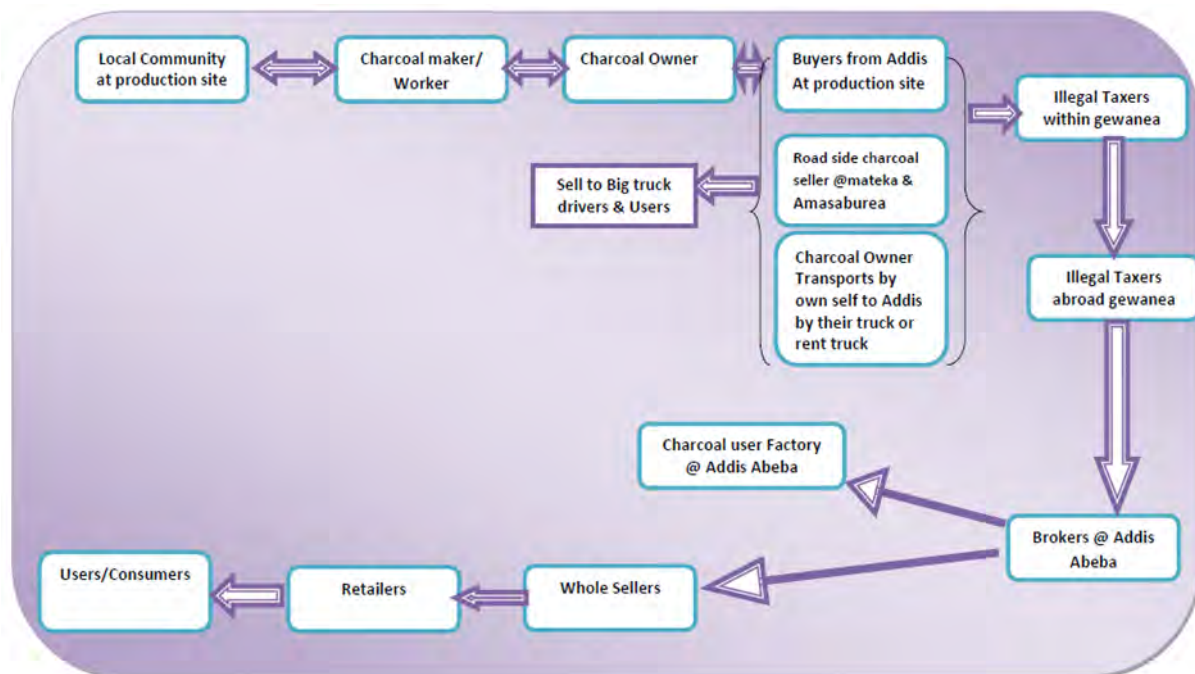 Local Community
at production site
Charcoal maker/
Worker
Charcoal Owner
Buyers from Addis
At production site
Illegal Taxers
within gewanea
Road side charcoal
seller @mateka &
Amasaburea
Sell to Big truck
drivers & Users
Charcoal Owner
Transports by
own self to Addis
by their truck or
rent truck
Illegal Taxers
abroad gewanea
Charcoal user Factory
@ Addis Abeba
Brokers @ Addis
Abeba
Users/Consumers
Retailers
Whole Sellers